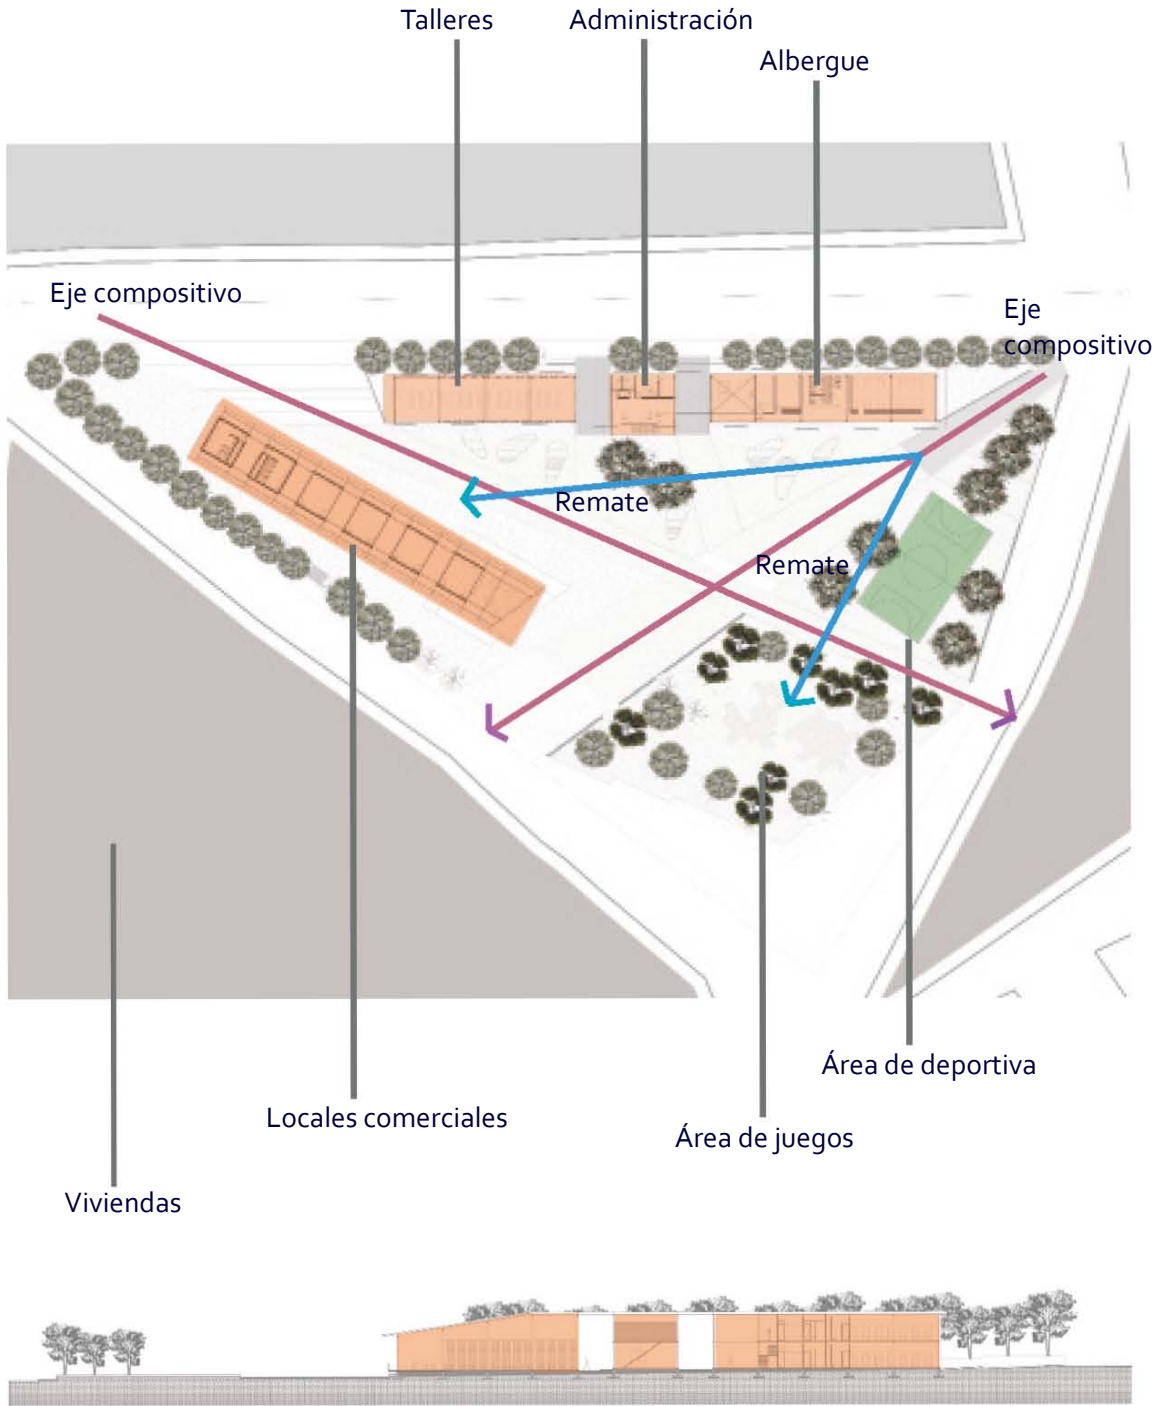 Talleres
Administración
Albergue
Eje compositivo
Eje
compositivo
Remate
Remate
Área de deportiva
Locales comerciales
Área de juegos
Viviendas